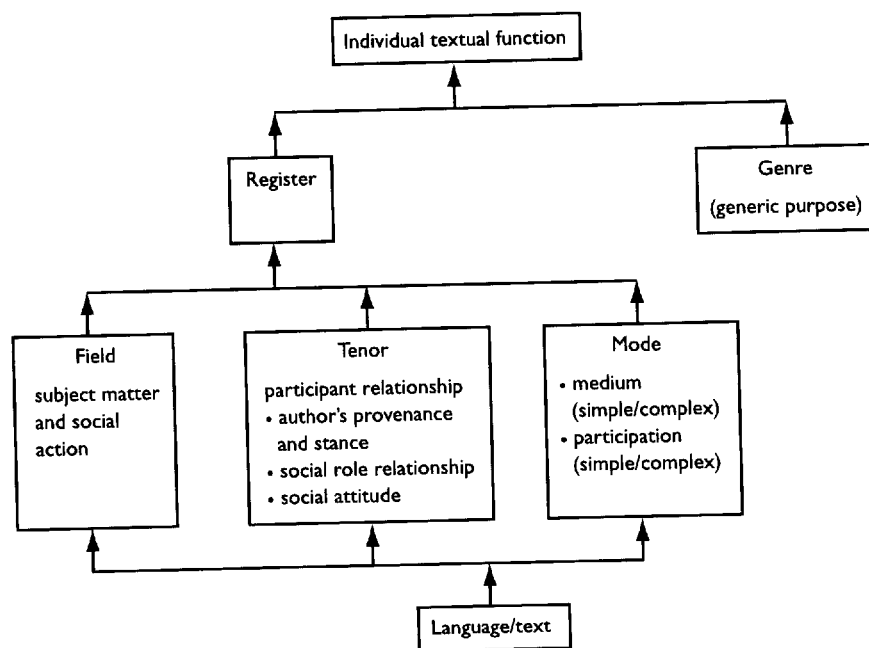 Individual textual function
Register
Genre
(generic purpose)
Field
subject matter
and social
action
Tenor
participant relationship
• author's provenance
and stance
• social role relationship
• social attitude
Mode
• medium
(simple/complex)
• participation
(simple/complex)
Language/text